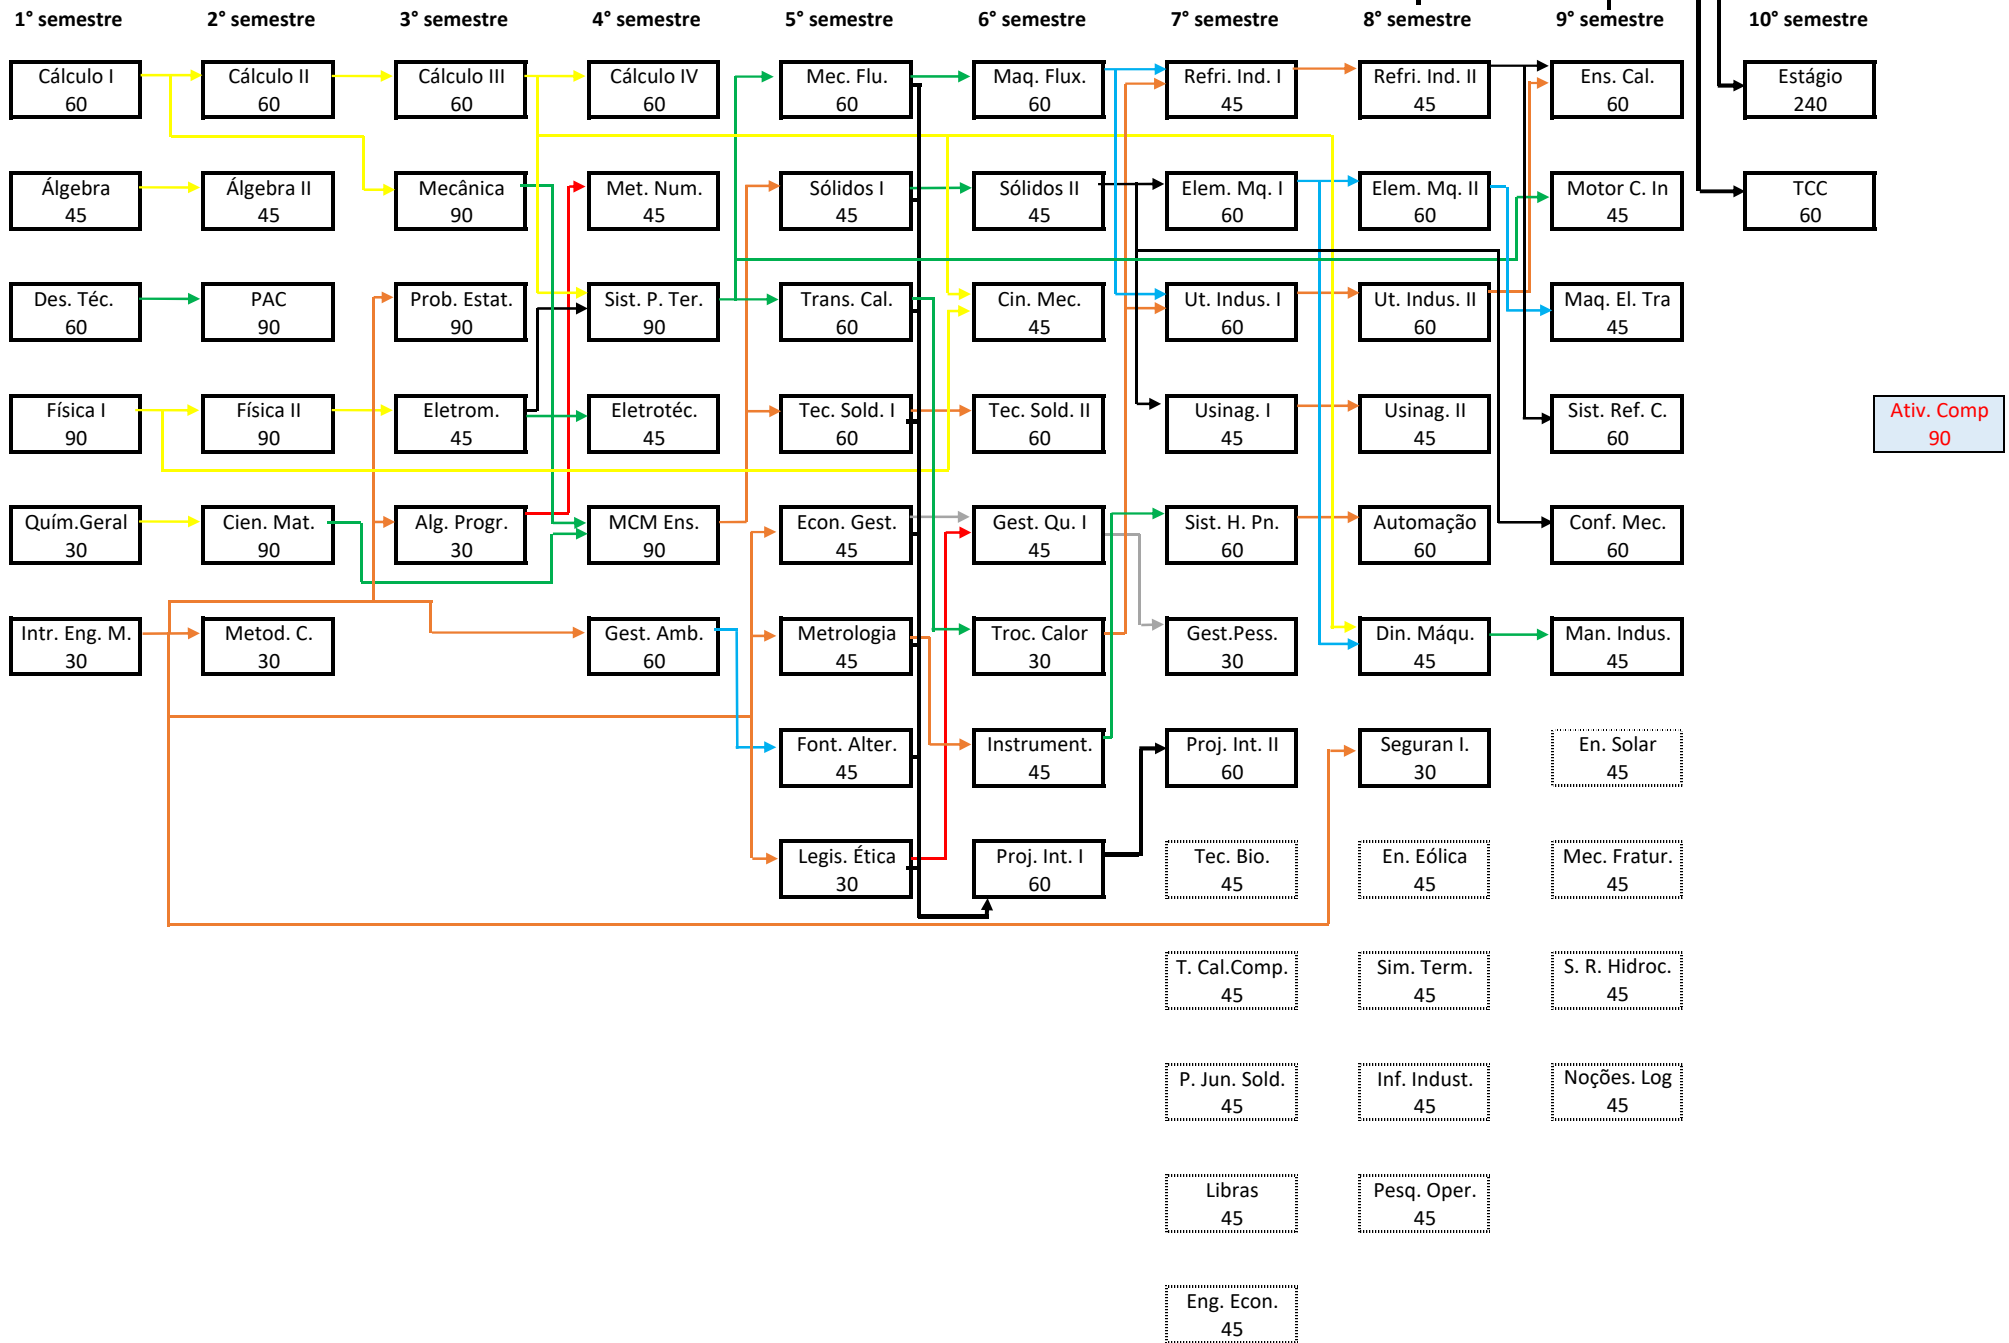 1° semestre 2° semestre 3° semestre 4° semestre 5° semestre 6° semestre 7° semestre 8° semestre 9° semestre 10° semestre
Cálculo I Cálculo II Cálculo III Cálculo IV Mec. Flu. Maq. Flux. Refri. Ind. I Refri. Ind. II Ens. Cal. Estágio
60 60 60 60 60 60 45 45 60 240
Álgebra Álgebra II Mecânica Met. Num. Sólidos I Sólidos II Elem. Mq. I Elem. Mq. II Motor C. In TCC
45 45 90 45 45 45 60 60 45 60
Des. Téc. PAC Prob. Estat. Sist. P. Ter. Trans. Cal. Cin. Mec. Ut. Indus. I Ut. Indus. II Maq. El. Tra
60 90 90 90 60 45 60 60 45
Física I Física II Eletrom. Eletrotéc. Tec. Sold. I Tec. Sold. II Usinag. I Usinag. II Sist. Ref. C. Ativ. Comp
90 90 45 45 60 60 45 45 60 90
Quím.Geral Cien. Mat. Alg. Progr. MCM Ens. Econ. Gest. Gest. Qu. I Sist. H. Pn. Automação Conf. Mec.
30 90 30 90 45 45 60 60 60
Intr. Eng. M. Metod. C. Gest. Amb. Metrologia Troc. Calor Gest.Pess. Din. Máqu. Man. Indus.
30 30 60 45 30 30 45 45
Font. Alter. Instrument. Proj. Int. II Seguran I. En. Solar
45 45 60 30 45
Legis. Ética Proj. Int. I Tec. Bio. En. Eólica Mec. Fratur.
30 60 45 45 45
T. Cal.Comp. Sim. Term. S. R. Hidroc.
45 45 45
P. Jun. Sold. Inf. Indust. Noções. Log
45 45 45
Libras Pesq. Oper.
45 45
Eng. Econ.
45